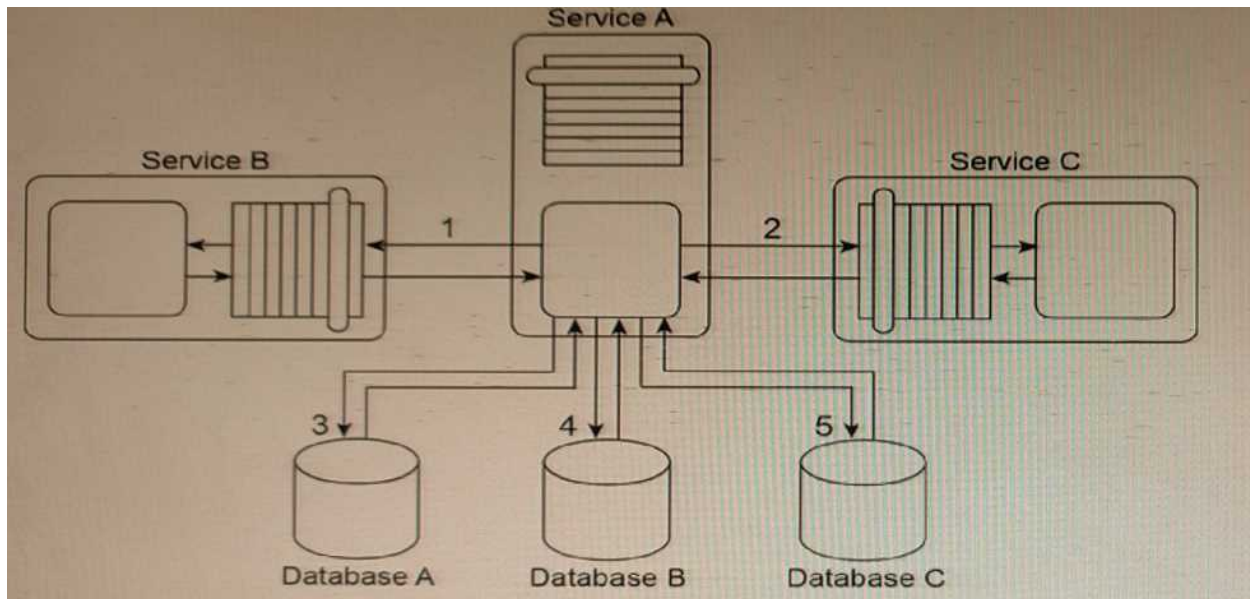 Service A
Service B
Service C
1
2
3
4
5
Database A
Database B
Database C